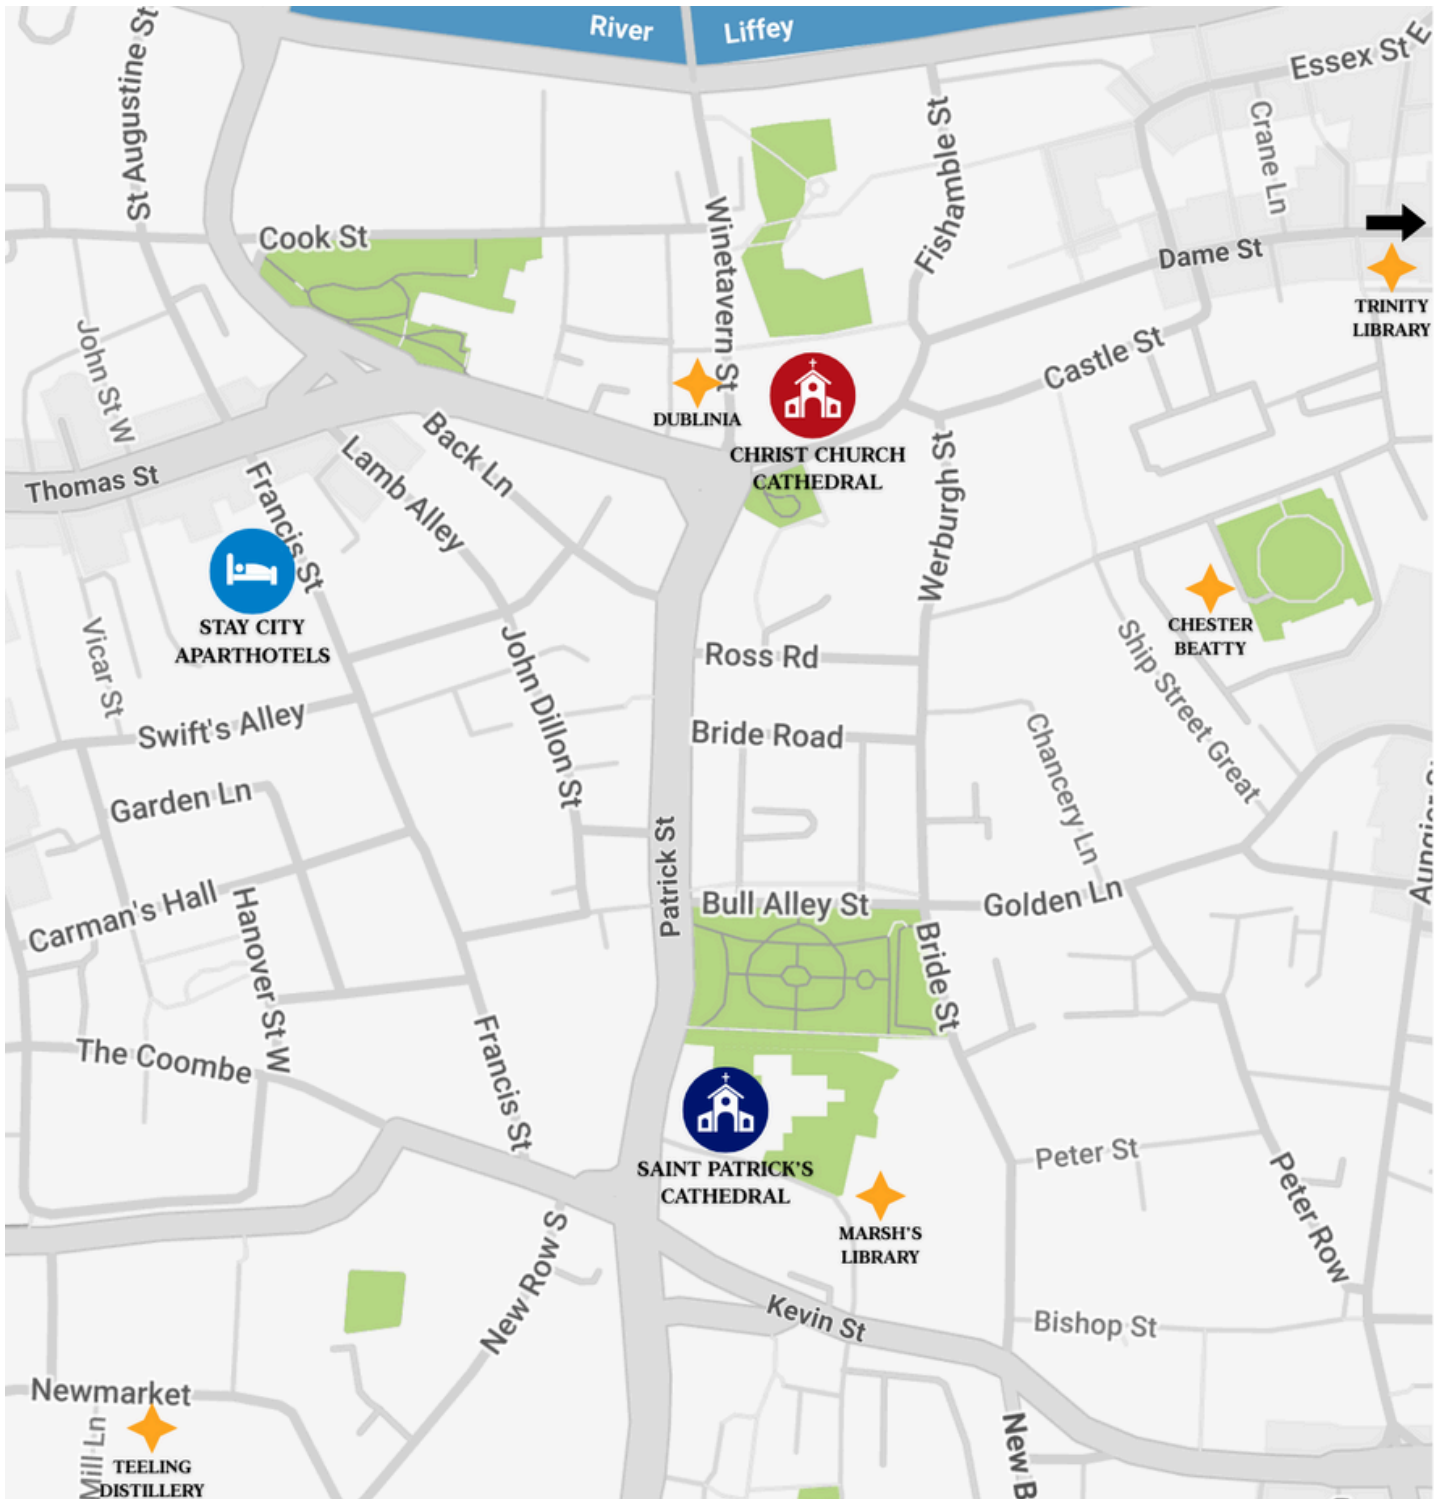 River Liffey
St Augustine St
Essex St E
Fishamble St
Crane Ln
Winetavern St
Cook St
Dame St
TRINITY
LIBRARY
John St W
Castle St
DUBLINIA
Back Ln
Lamb Alley
CHRIST CHURCH
CATHEDRAL
Thomas St
Francis St
Werburgh St
STAY CITY
APARTHOTELS
CHESTER
BEATTY
Vicar St
John Dillon St
Ross Rd
Ship Street Great
Swift's Alley
Bride Road
Chancery Ln
Garden Ln
Patrick St
Carman's Hall
Hanover St W
Bull Alley St
Golden Ln
Bride St
The Coombe
Francis St
Peter St
SAINT PATRICK'S
CATHEDRAL
Peter Row
MARSH'S
LIBRARY
New Row S
Kevin St
Bishop St
Newmarket
Mill Ln
New B
TEELING
DISTILLERY